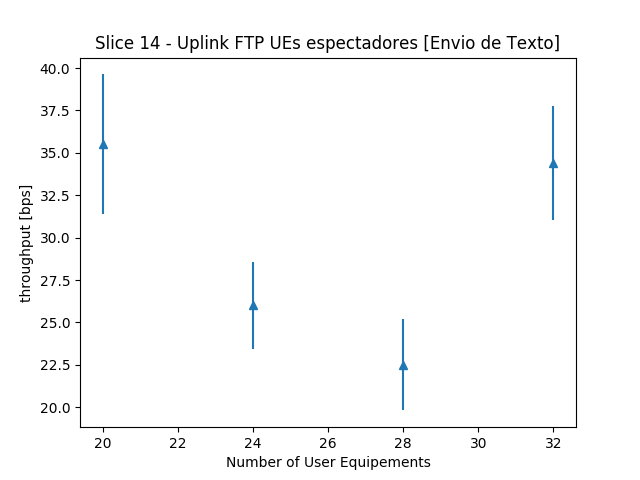 Slice 14 - Uplink FTP UEs espectadores [Envio de Texto]
40.0
37.5
35.0
32.5
30.0
27.5
25.0
22.5
20.0
throughput [bps]
20 22 24 26 28 30 32
Number of User Equipements